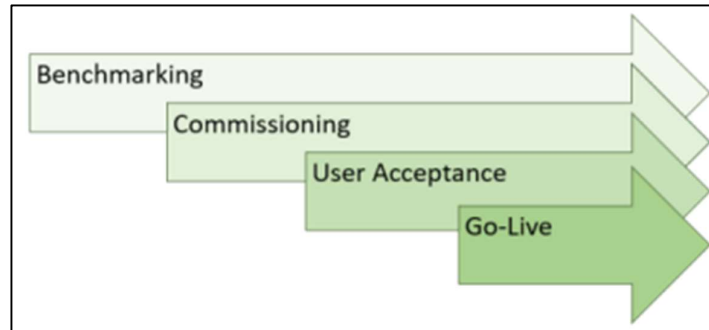 Benchmarking
Commissioning
User Acceptance
Go-Live